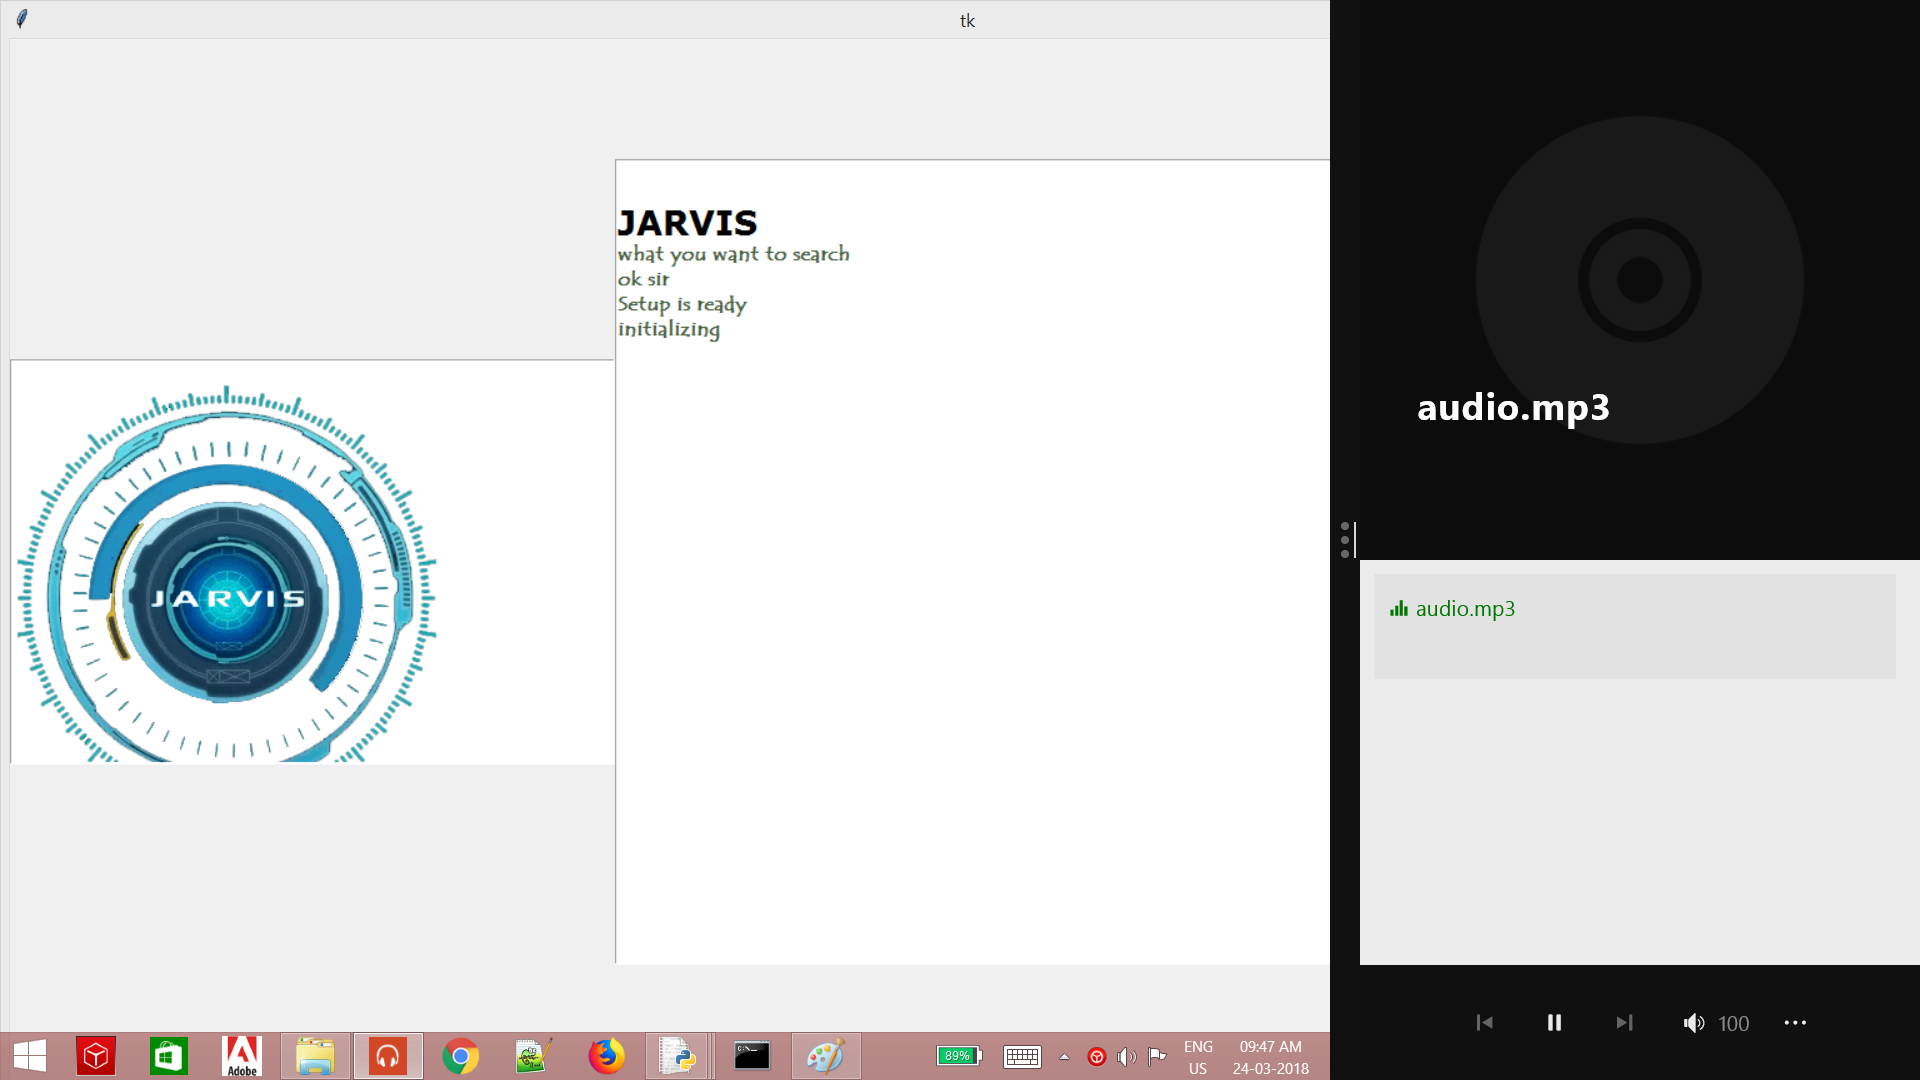 tk
JARVIS
what you want to search
ok sir
Setup is ready
initializing
JARVIS
audio.mp3
audio.mp3
100
Adobe
89%
ENG
US
09:47 AM
24-03-2018